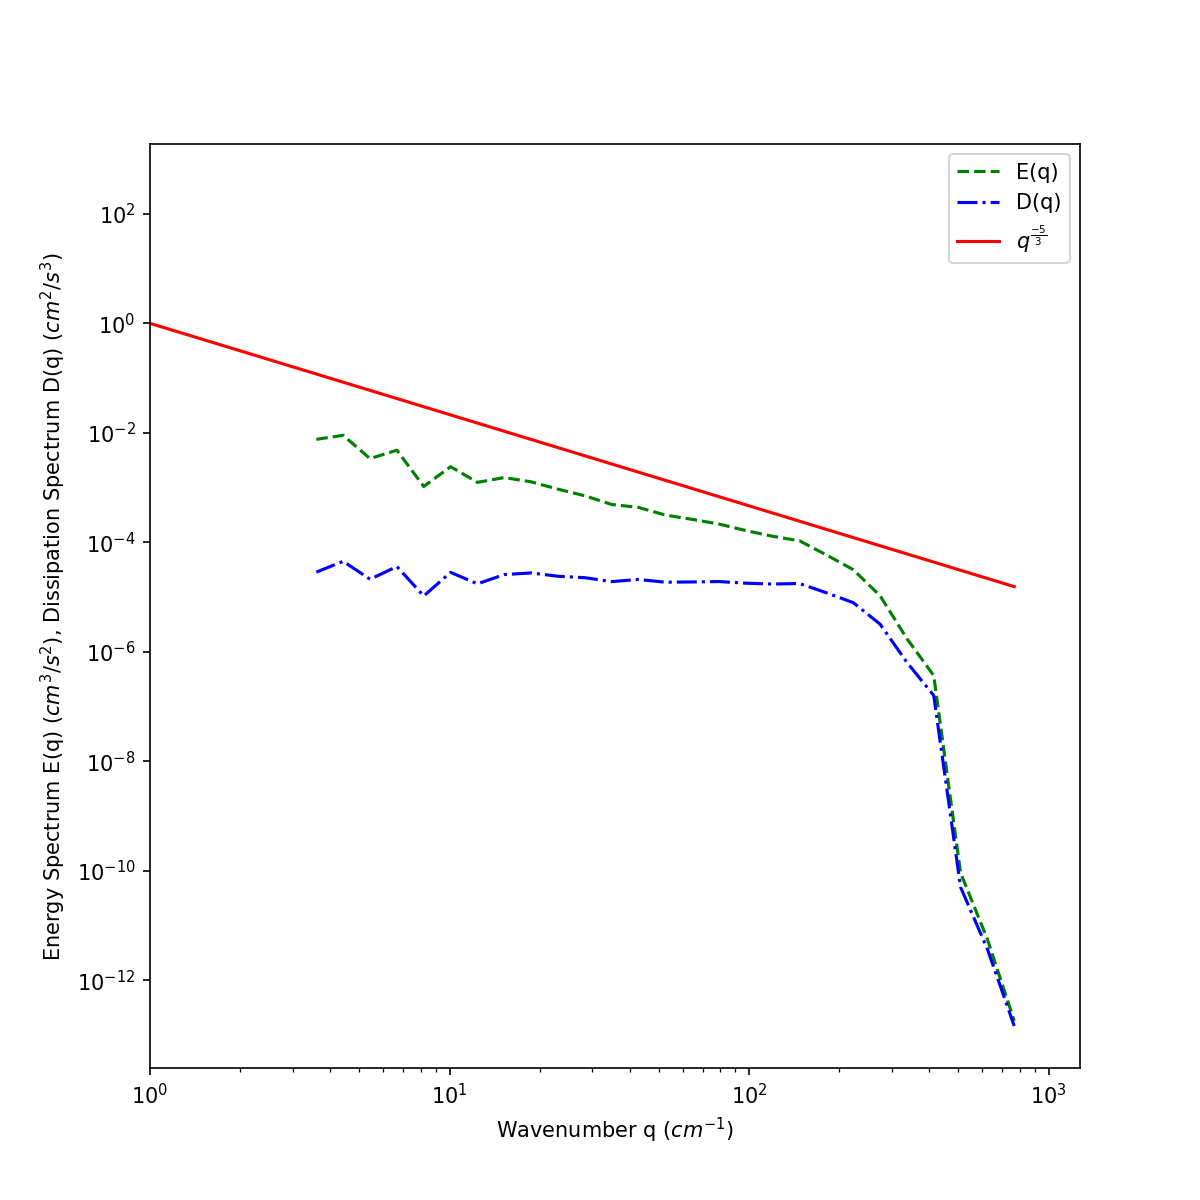 E(q)
D(q)
q^{\frac{-5}{3}}
10^2
10^0
10^{-2}
10^{-4}
10^{-6}
10^{-8}
10^{-10}
10^{-12}
Energy Spectrum E(q) (cm^3/s^2), Dissipation Spectrum D(q) (cm^2/s^3)
10^0 10^1 10^2 10^3
Wavenumber q (cm^{-1})